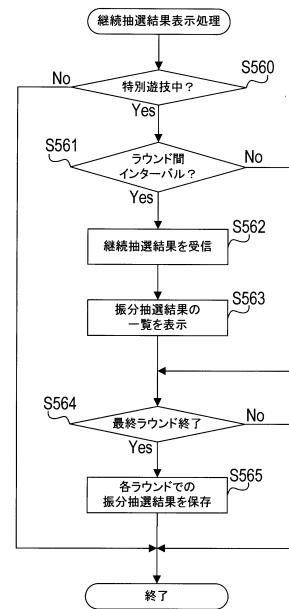 継続抽選結果表示処理
S560
No
特別遊技中？
Yes
S561
ラウンド間
インターバル？
No
Yes
S562
継続抽選結果を受信
S563
振分抽選結果の
一覧を表示
S564
最終ラウンド終了
No
Yes
S565
各ラウンドでの
振分抽選結果を保存
終了